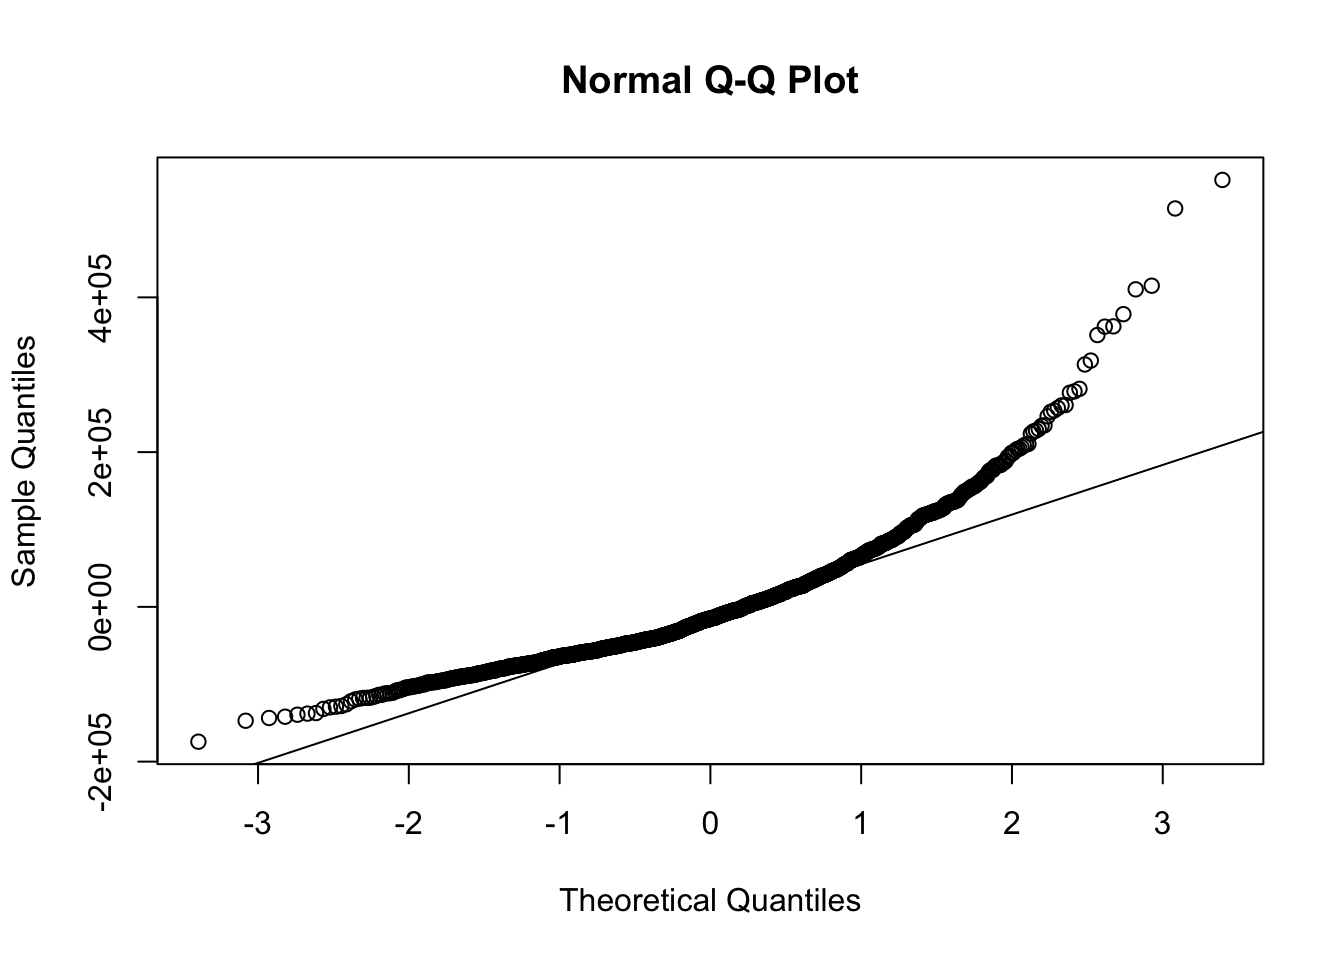 Normal Q-Q Plot
Sample Quantiles
4e+05
2e+05
0e+00
-2e+05
-3 -2 -1 0 1 2 3
Theoretical Quantiles